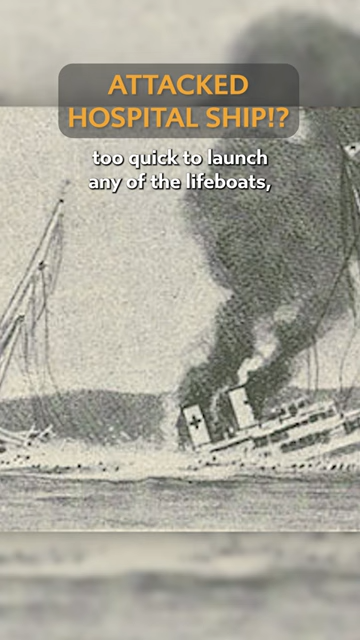 ATTACKED
HOSPITAL SHIP!?
too quick to launch
any of the lifeboats,